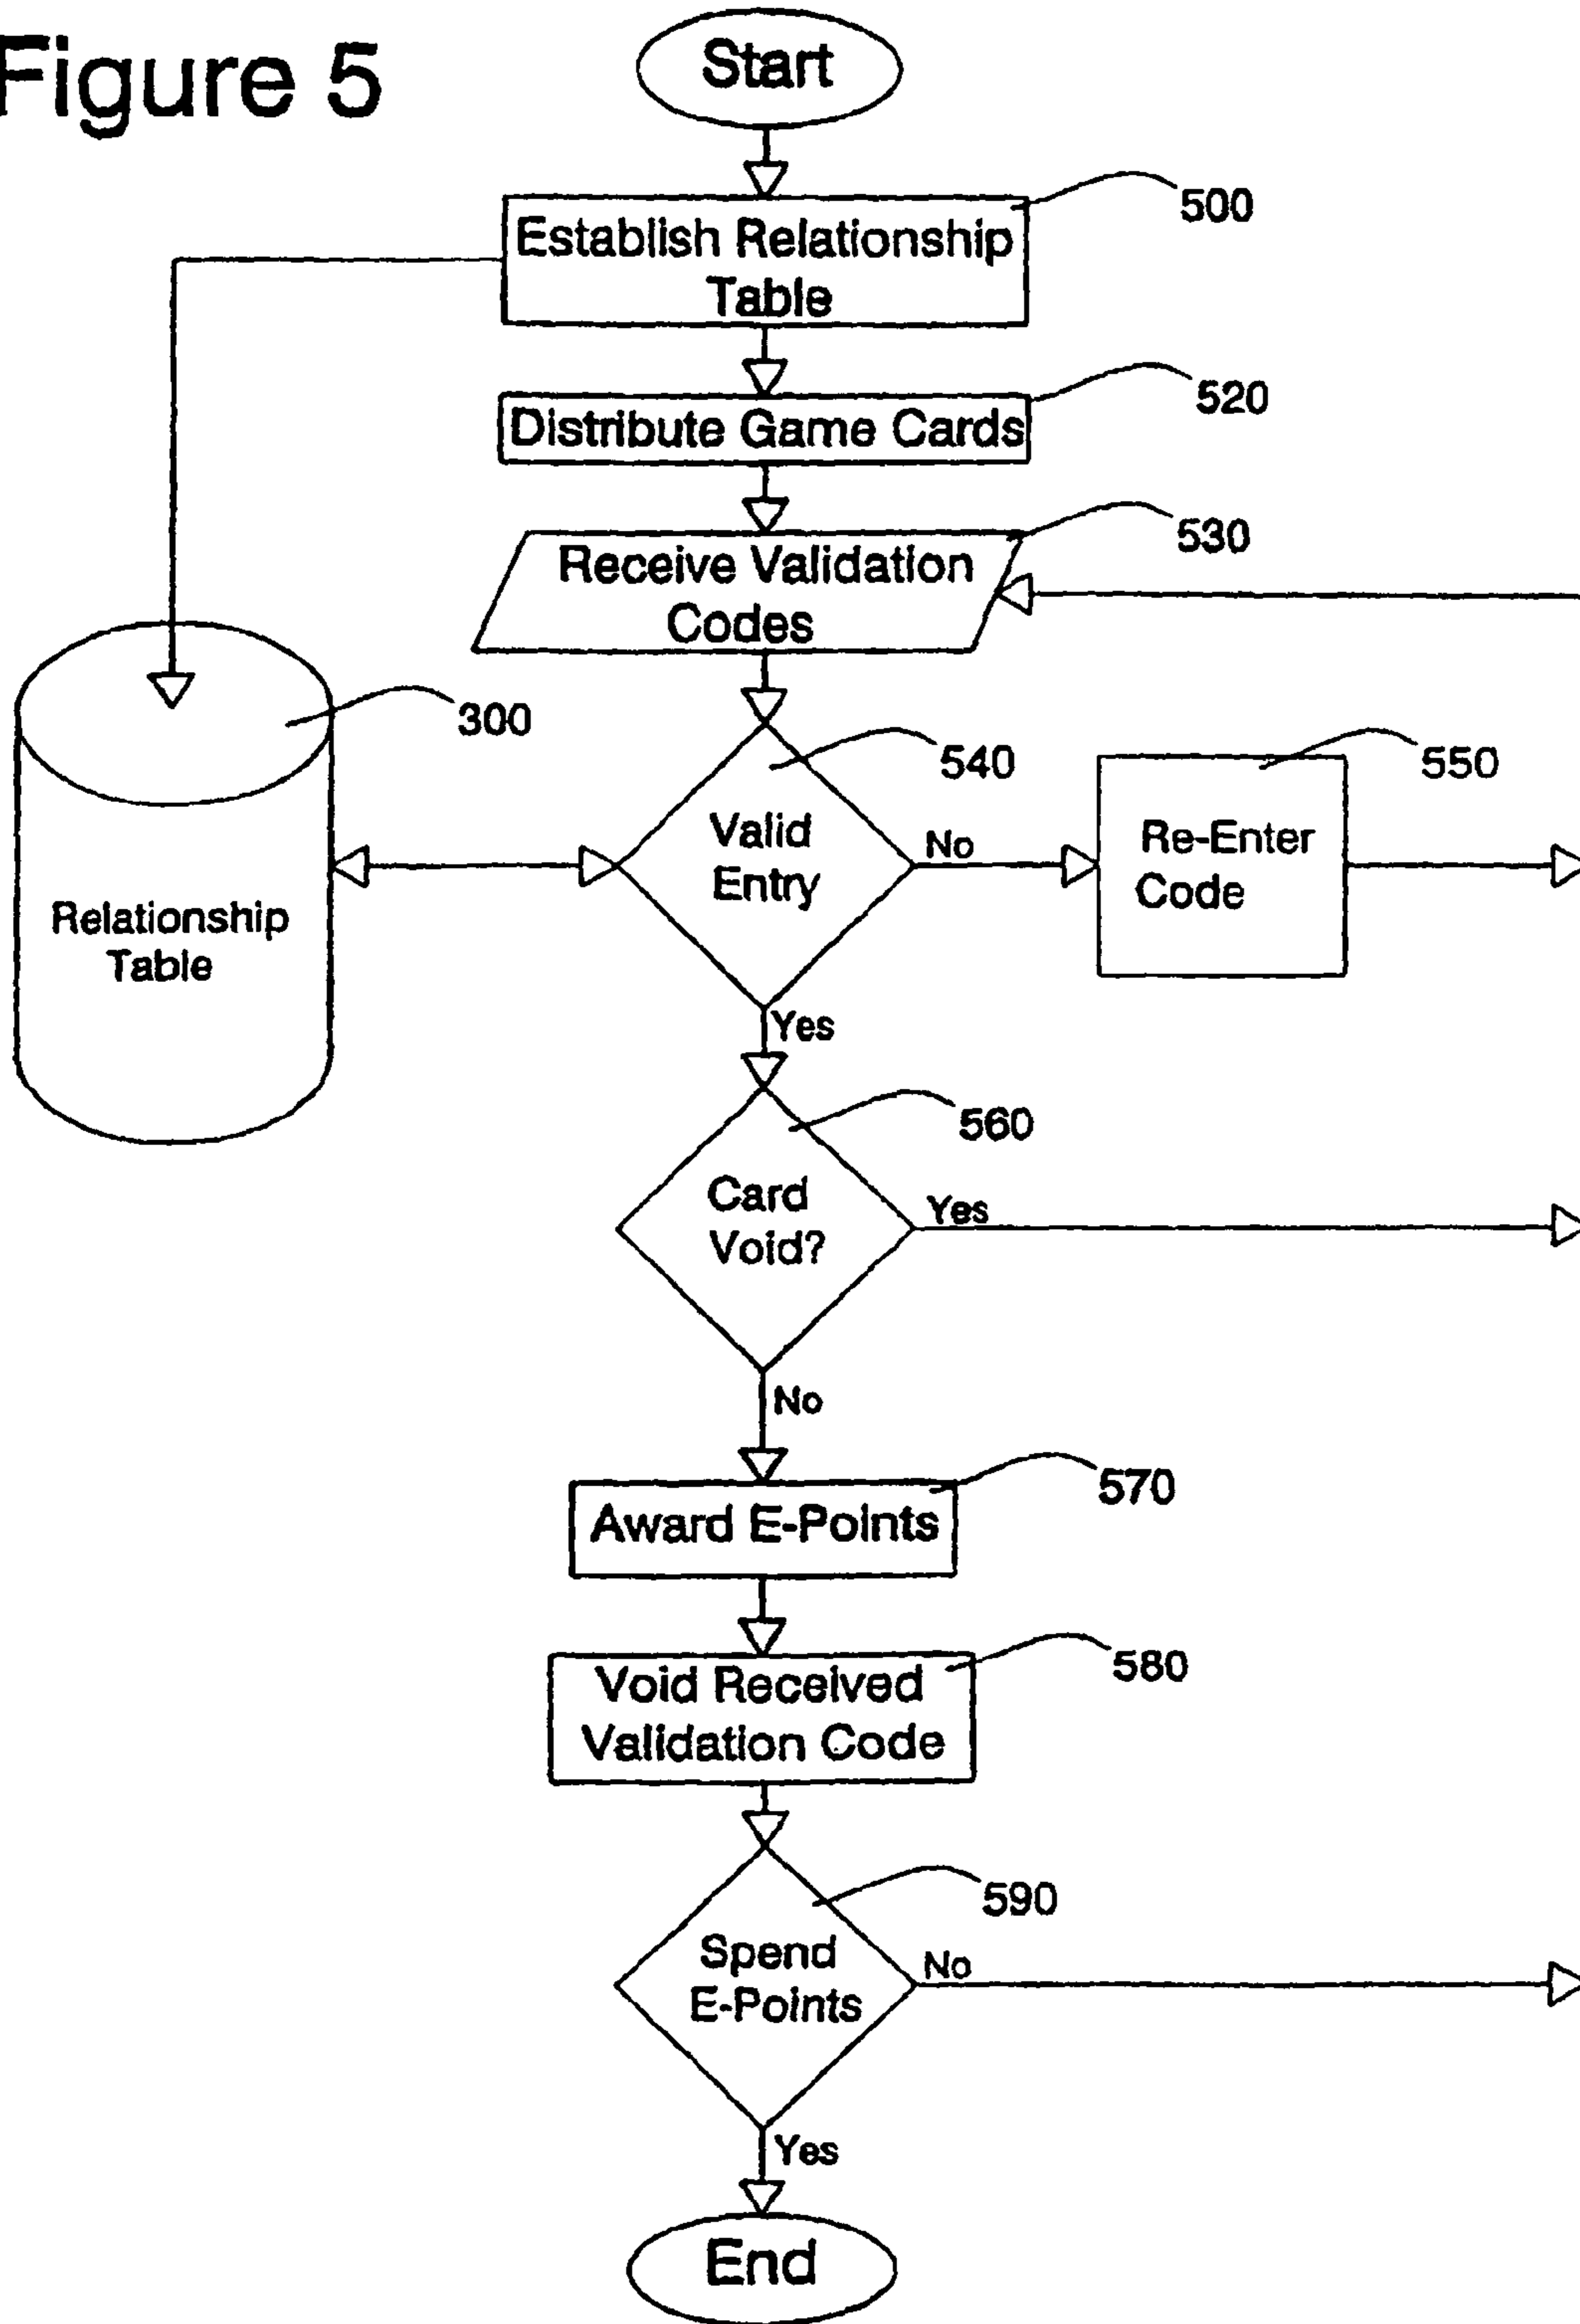 Figure 5
Start
500
Establish Relationship
Table
520
Distribute Game Cards
530
Receive Validation
Codes
300
Relationship
Table
540
Valid
Entry
No
550
Re-Enter
Code
Yes
560
Card
Void?
Yes
No
570
Award E-Points
580
Void Received
Validation Code
590
Spend
E-Points
No
Yes
End